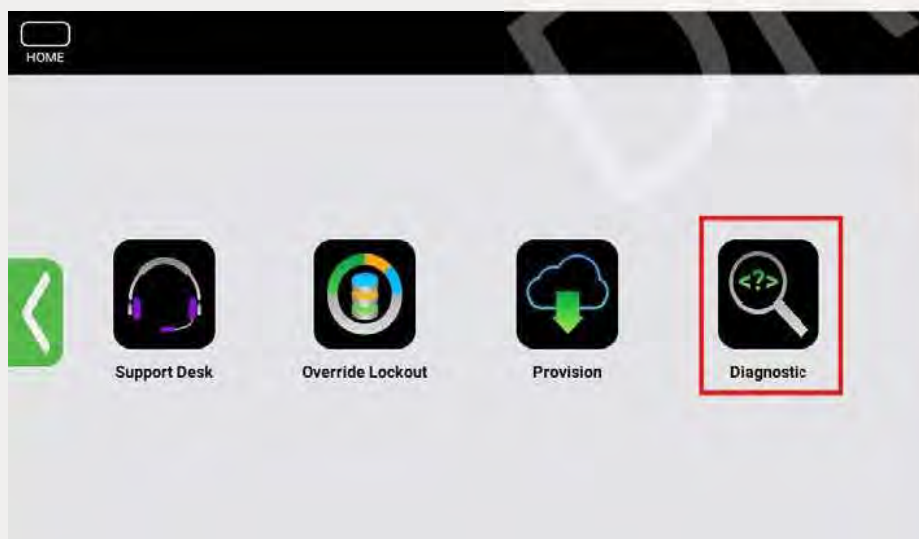 HOME
<?>
Support Desk
Override Lockout
Provision
Diagnostic